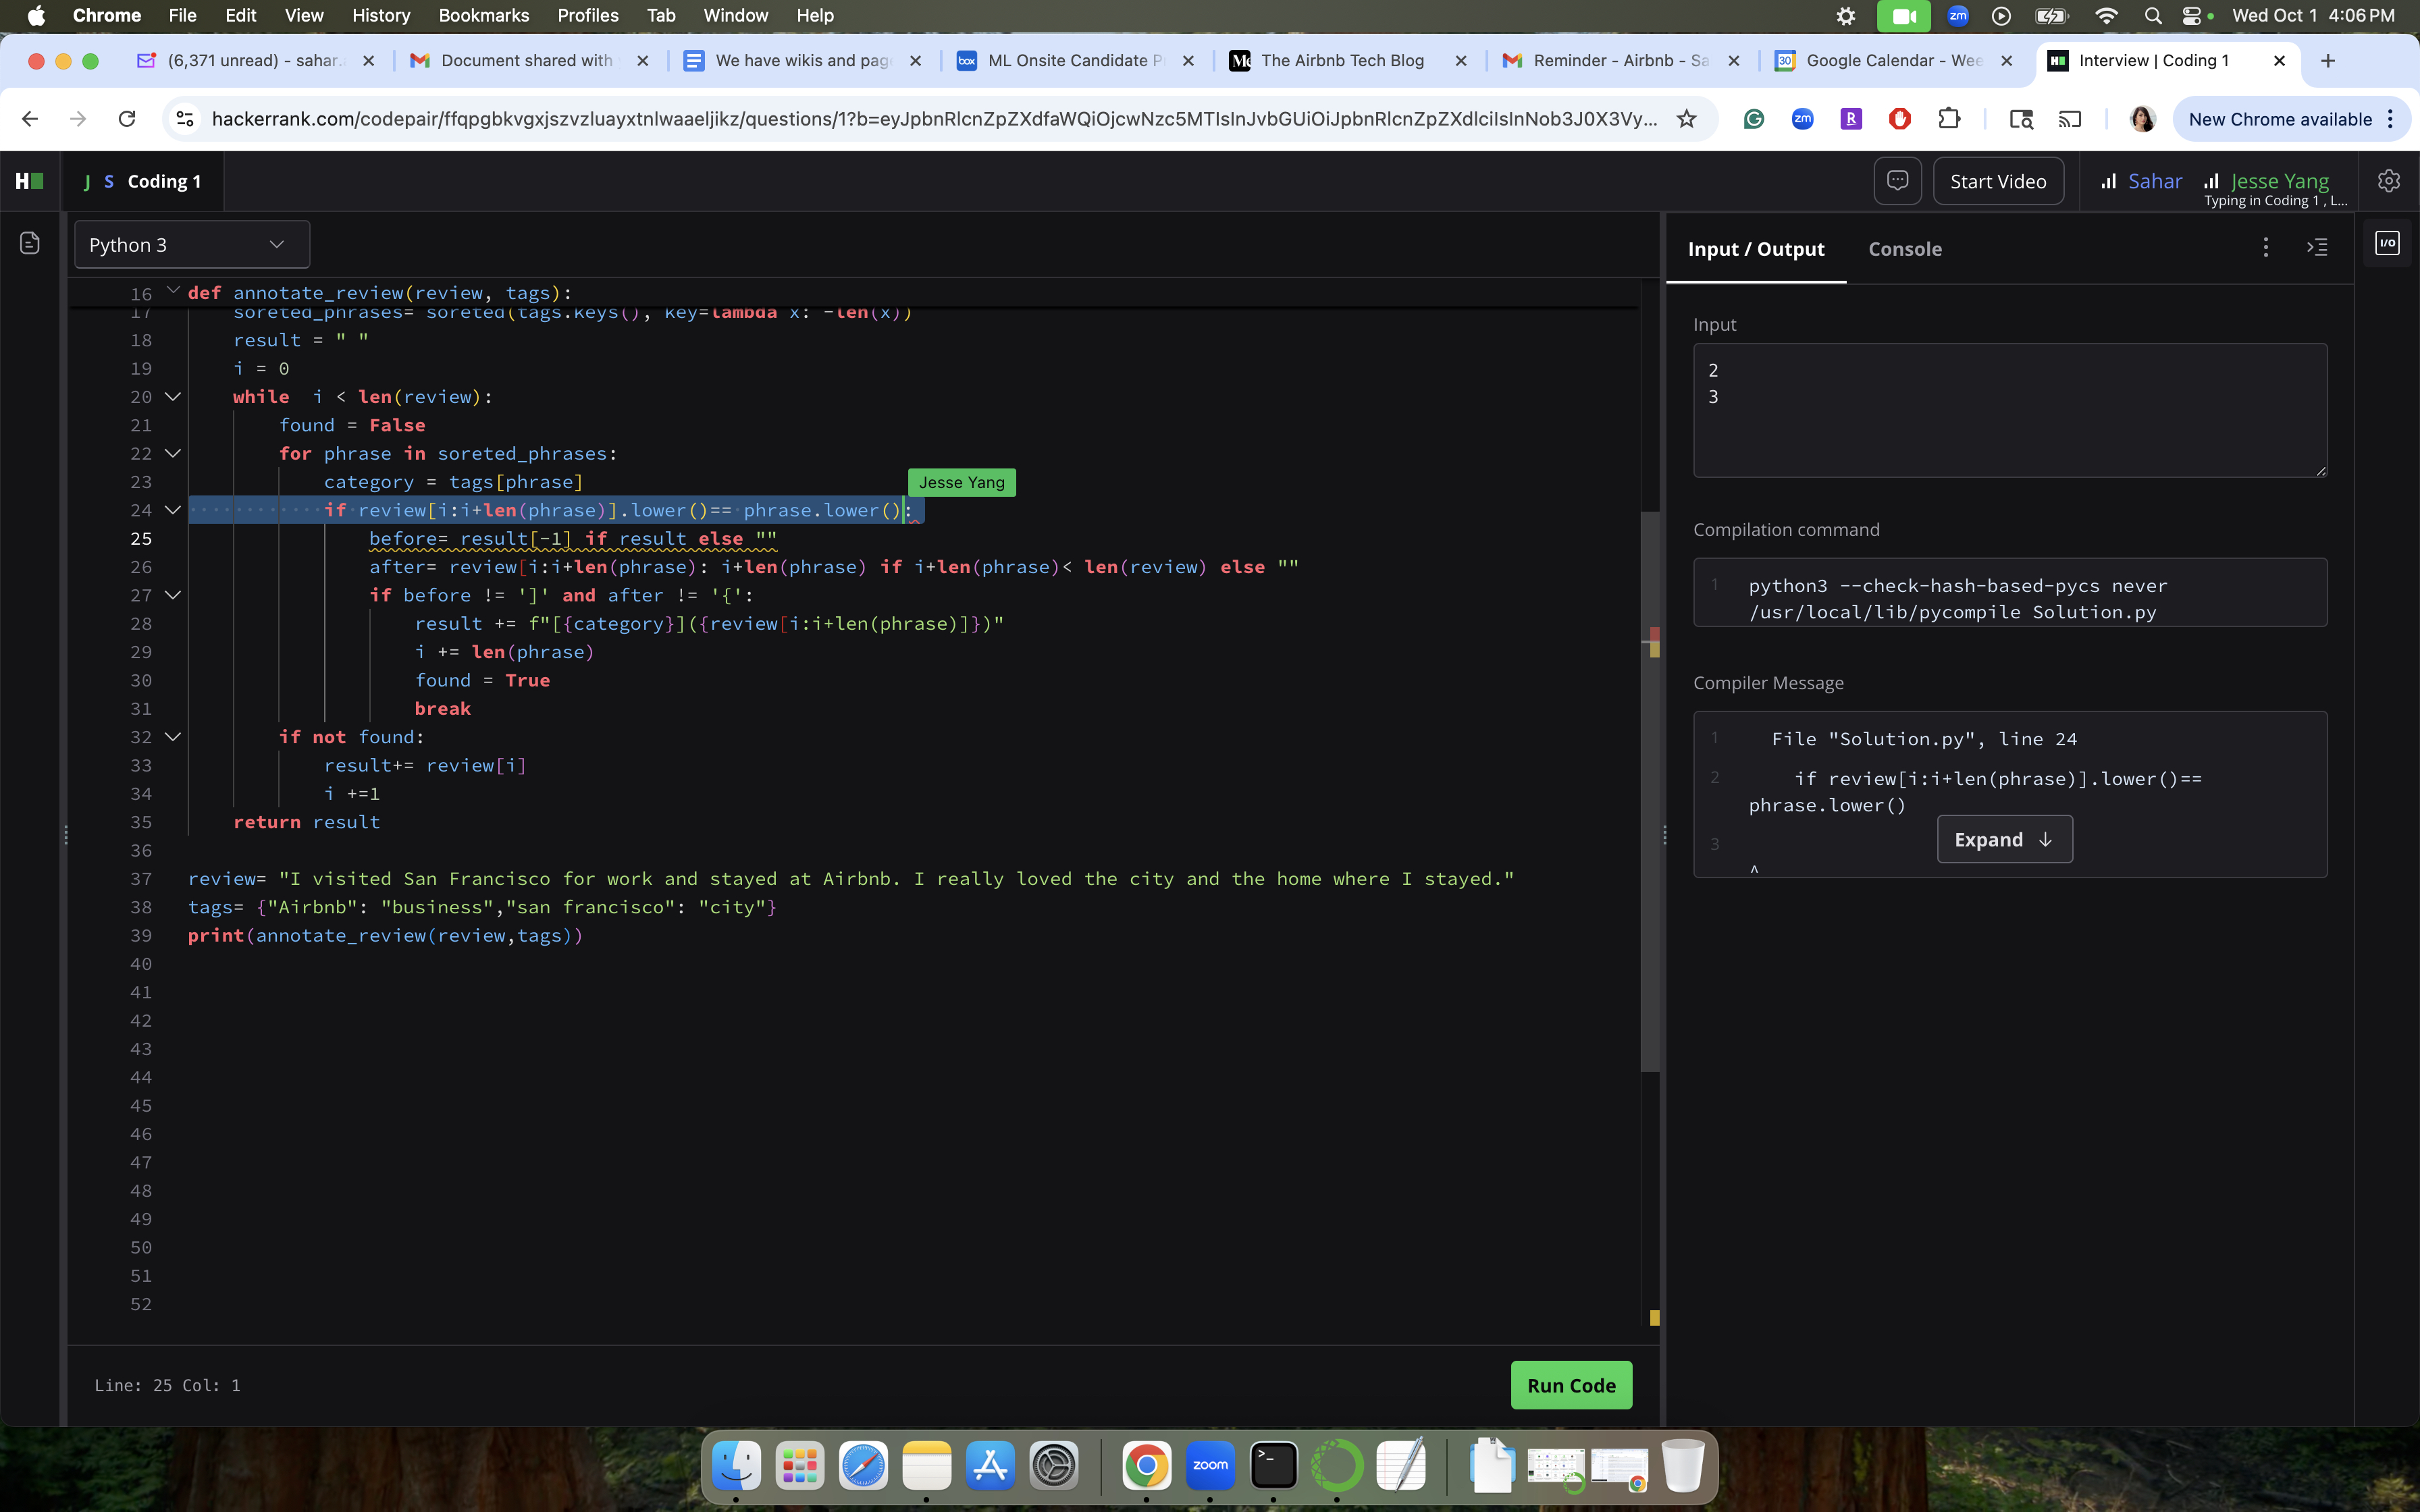 Chrome File Edit View History Bookmarks Profiles Tab Window Help zm Wed Oct 1 4:06 PM
(6,371 unread) - sahar. Document shared with We have wikis and pag box ML Onsite Candidate P The Airbnb Tech Blog Reminder - Airbnb - Sa 30 Google Calendar - Wee Interview | Coding 1
hackerrank.com/codepair/ffqpgbkvgxjszvzluayxtnlwaaeljikz/questions/1?b=eyJpbnRlcnZpZXdfaWQiOjcwNzc5MTIsInJvbGUiOiJpbnRlcnZpZXdlciIsInNob3J0X3Vy... zm R New Chrome available
H J S Coding 1 Start Video Sahar Jesse Yang
Typing in Coding 1 , L...
Python 3
Input / Output Console I/O
16 def annotate_review(review, tags):
17 soreted_phrases= soreted(tags.keys(), key=lambda x: -len(x))
18 result = " "
19 i = 0
20 while  i < len(review):
21 found = False
22 for phrase in soreted_phrases:
23 category = tags[phrase]
Jesse Yang
24 if review[i:i+len(phrase)].lower()== phrase.lower():
25 before= result[-1] if result else ""
26 after= review[i:i+len(phrase): i+len(phrase) if i+len(phrase)< len(review) else ""
27 if before != ']' and after != '{':
28 result += f"[{category}]({review[i:i+len(phrase)]})"
29 i += len(phrase)
30 found = True
31 break
32 if not found:
33 result+= review[i]
34 i +=1
35 return result
36
37 review= "I visited San Francisco for work and stayed at Airbnb. I really loved the city and the home where I stayed."
38 tags= {"Airbnb": "business","san francisco": "city"}
39 print(annotate_review(review,tags))
40
41
42
43
44
45
46
47
48
49
50
51
52
Line: 25 Col: 1
Run Code
Input
2
3
Compilation command
1 python3 --check-hash-based-pycs never
/usr/local/lib/pycompile Solution.py
Compiler Message
1 File "Solution.py", line 24
2 if review[i:i+len(phrase)].lower()==
phrase.lower()
Expand ↓
3
^
zoom